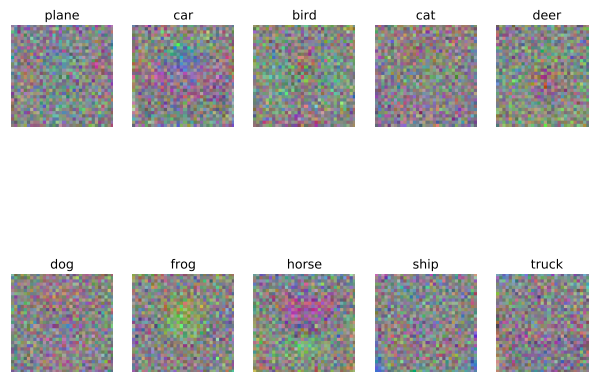 plane car bird cat deer
dog frog horse ship truck